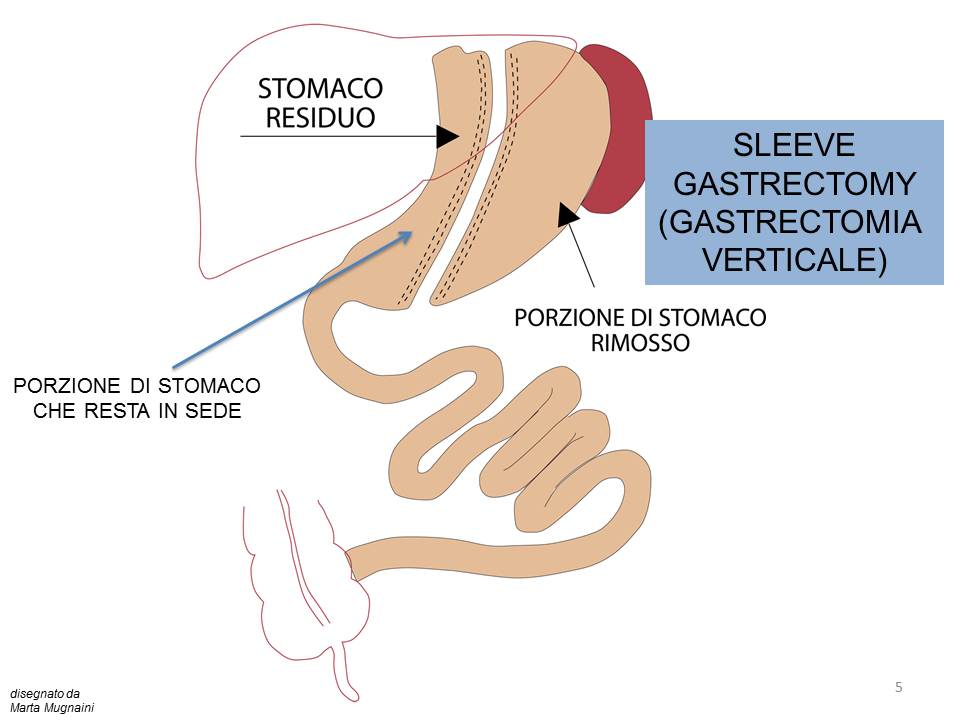 STOMACO
RESIDUO
SLEEVE
GASTRECTOMY
(GASTRECTOMIA
VERTICALE)
PORZIONE DI STOMACO
RIMOSSO
PORZIONE DI STOMACO
CHE RESTA IN SEDE
disegnato da
Marta Mugnaini
5